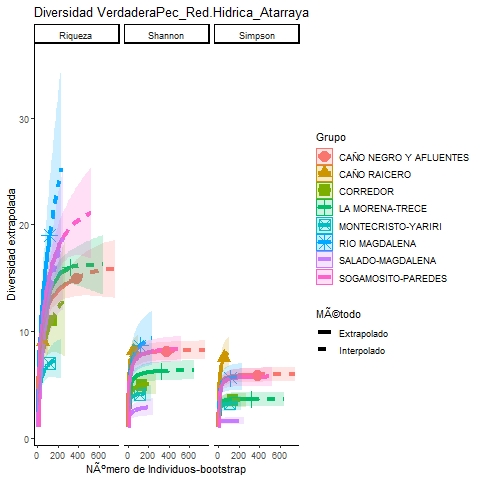 Diversidad VerdaderaPec_Red.Hidrica_Atarraya
Riqueza Shannon Simpson
Diversidad extrapolada
30
20
10
0
0 200 400 600 0 200 400 600 0 200 400 600
NÃºmero de Individuos-bootstrap
Grupo
CAÑO NEGRO Y AFLUENTES
CAÑO RAICERO
CORREDOR
LA MORENA-TRECE
MONTECRISTO-YARIRI
RIO MAGDALENA
SALADO-MAGDALENA
SOGAMOSITO-PAREDES
MÃ©todo
Extrapolado
Interpolado